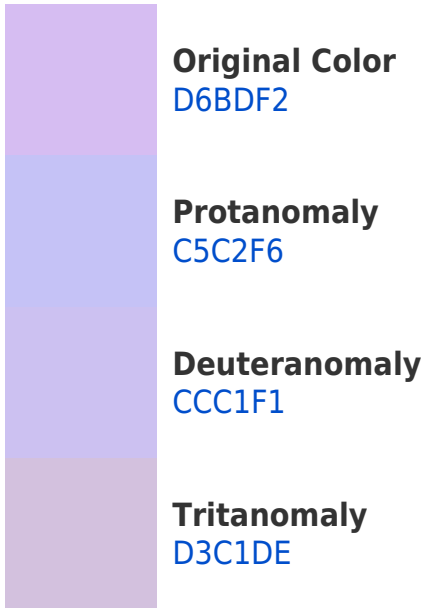 Original Color
D6BDF2
Protanomaly
C5C2F6
Deuteranomaly
CCC1F1
Tritanomaly
D3C1DE